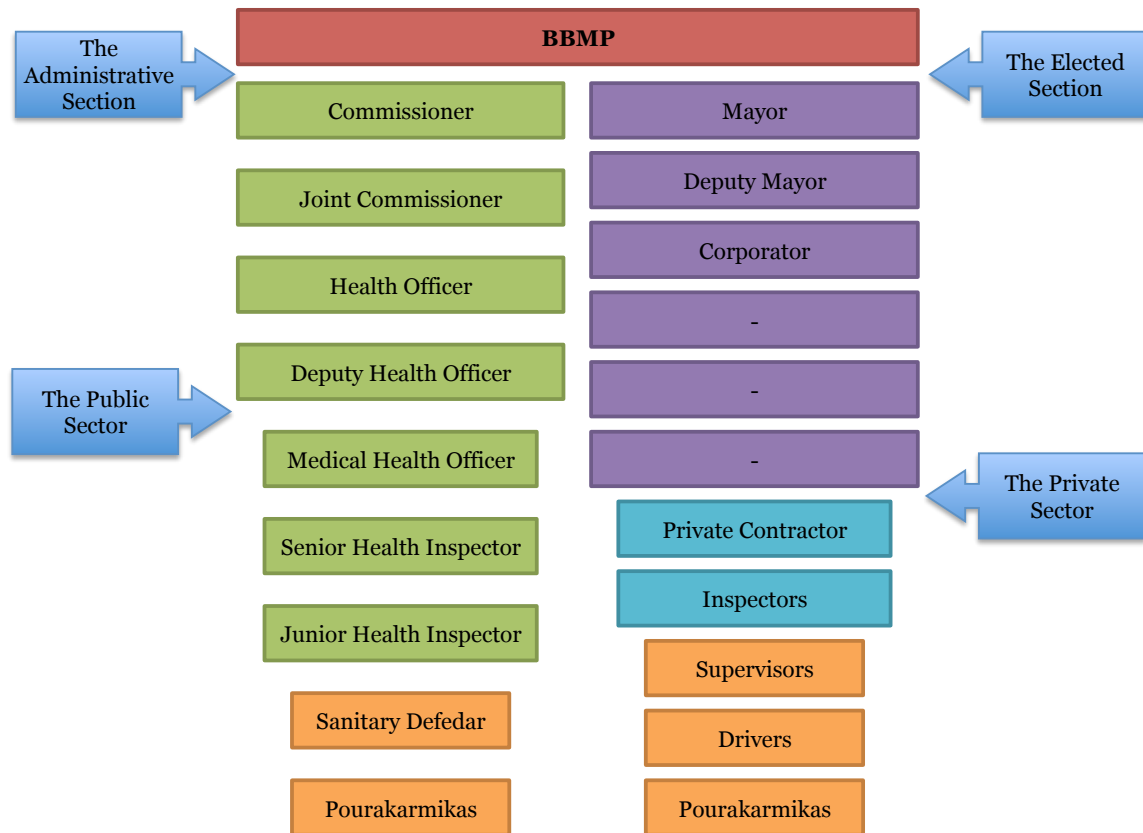 BBMP
The
Administrative
Section
The Elected
Section
Commissioner
Mayor
Joint Commissioner
Deputy Mayor
Health Officer
Corporator
-
Deputy Health Officer
-
The Public
Sector
Medical Health Officer
-
The Private
Sector
Senior Health Inspector
Private Contractor
Junior Health Inspector
Inspectors
Sanitary Defedar
Supervisors
Drivers
Pourakarmikas
Pourakarmikas